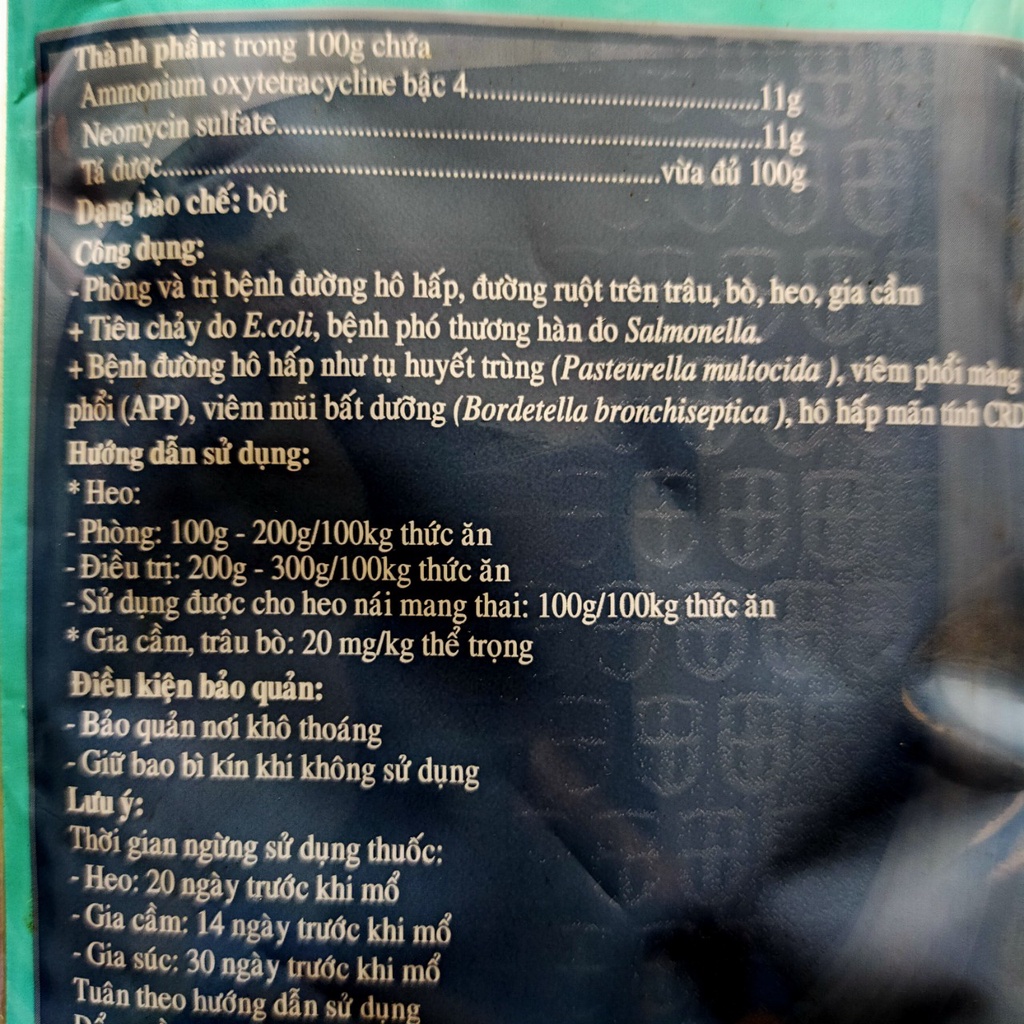 Thành phần: trong 100g chứa
Ammonium oxytetracycline bậc 4...............................................11g
Neomycin sulfate...............................................................................11g
Tá dược.................................................................................vừa đủ 100g
Dạng bào chế: bột
Công dụng:
- Phòng và trị bệnh đường hô hấp, đường ruột trên trâu, bò, heo, gia cầm
+ Tiêu chảy do E.coli, bệnh phó thương hàn do Salmonella.
+ Bệnh đường hô hấp như tụ huyết trùng (Pasteurella multocida ), viêm phổi màng
phổi (APP), viêm mũi bất dưỡng (Bordetella bronchiseptica ), hô hấp mãn tính CRD
Hướng dẫn sử dụng:
* Heo:
- Phòng: 100g - 200g/100kg thức ăn
- Điều trị: 200g - 300g/100kg thức ăn
- Sử dụng được cho heo nái mang thai: 100g/100kg thức ăn
* Gia cầm, trâu bò: 20 mg/kg thể trọng
Điều kiện bảo quản:
- Bảo quản nơi khô thoáng
- Giữ bao bì kín khi không sử dụng
Lưu ý:
Thời gian ngừng sử dụng thuốc:
- Heo: 20 ngày trước khi mổ
- Gia cầm: 14 ngày trước khi mổ
- Gia súc: 30 ngày trước khi mổ
Tuân theo hướng dẫn sử dụng